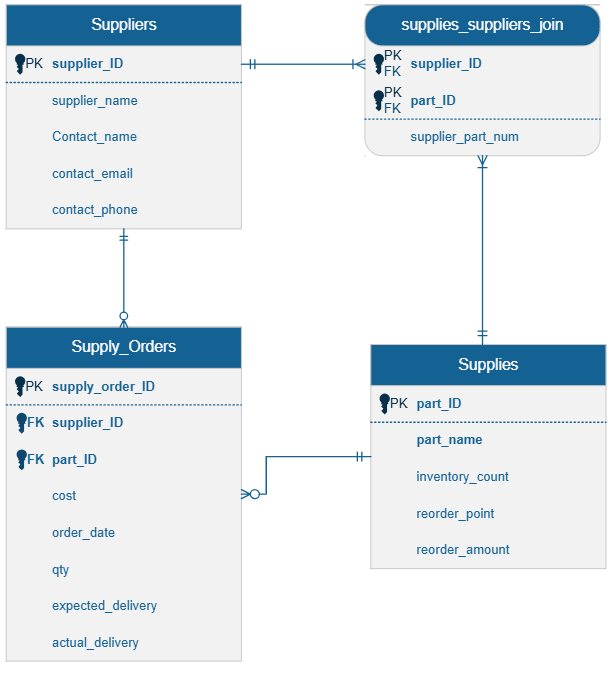 Suppliers
PK supplier_ID
supplier_name
Contact_name
contact_email
contact_phone
supplies_suppliers_join
PK
FK supplier_ID
PK
FK part_ID
supplier_part_num
Supply_Orders
PK supply_order_ID
FK supplier_ID
FK part_ID
cost
order_date
qty
expected_delivery
actual_delivery
Supplies
PK part_ID
part_name
inventory_count
reorder_point
reorder_amount